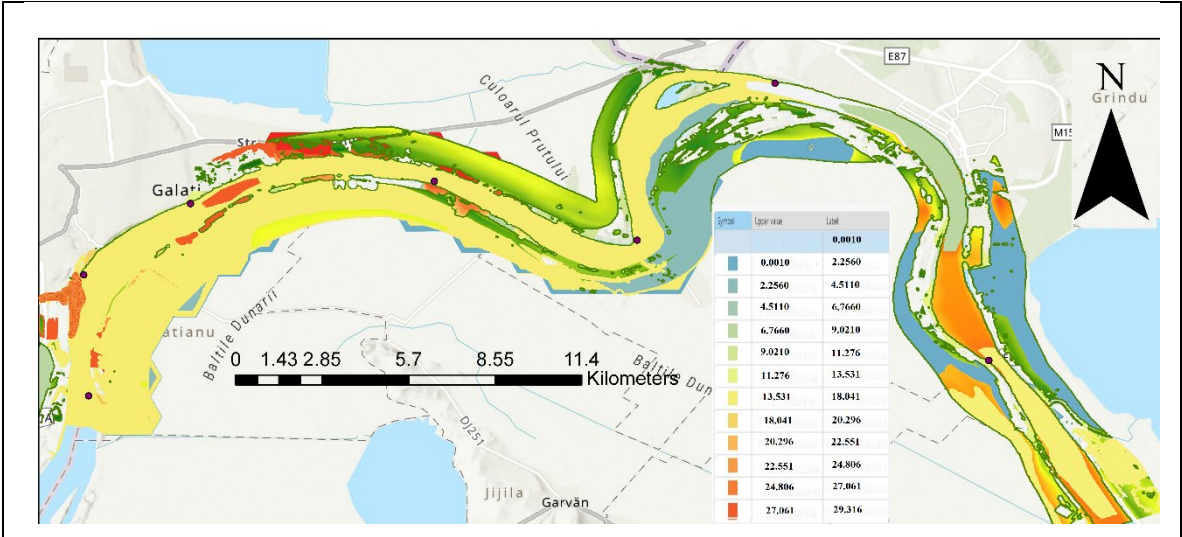 E87
N
Grindu
M15
Culoarul Prutului
Str
Galați
atianu
Baltile Dunarii
0 1.43 2.85 5.7 8.55 11.4
Kilometers
Baltile Dun
DJ251
Jijila
Garvăn
Symbol Upper value Label
0.0010
0.0010 2.2560
2.2560 4.5110
4.5110 6.7660
6.7660 9.0210
9.0210 11.276
11.276 13.531
13.531 18.041
18.041 20.296
20.296 22.551
22.551 24.806
24.806 27.061
27.061 29.316